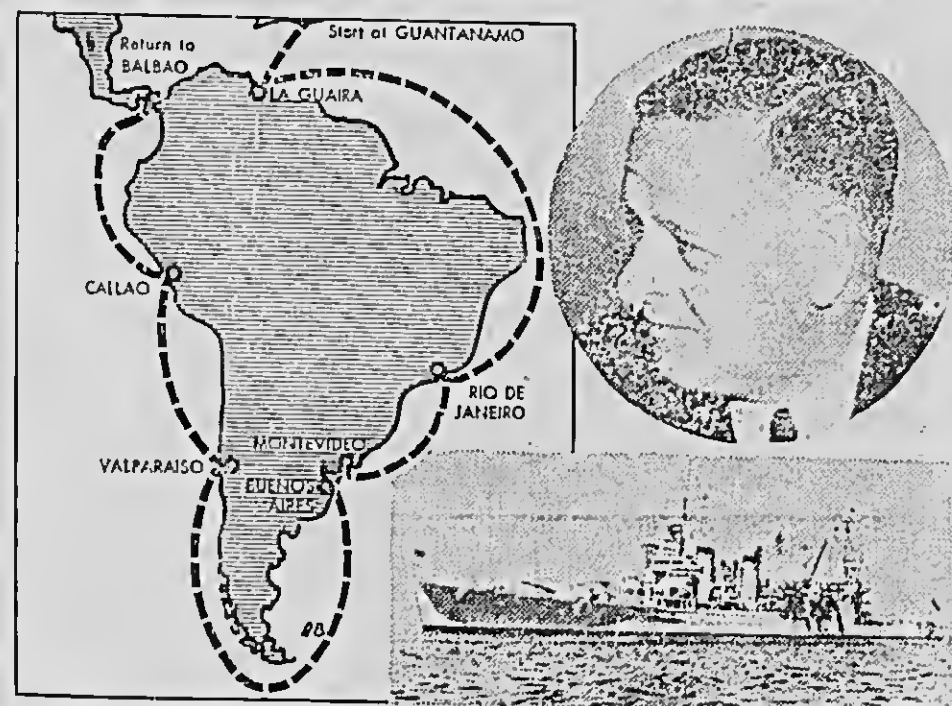 Return to
BALBAO
Start at GUANTANAMO
LA GUAIRA
CALLAO
RIO DE
JANEIRO
MONTEVIDEO
VALPARAISO
BUENOS
AIRES